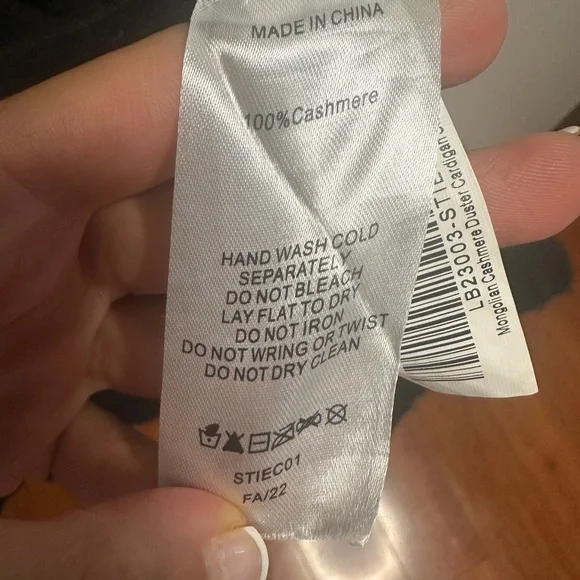 MADE IN CHINA
100%Cashmere
HAND WASH COLD
SEPARATELY
DO NOT BLEACH
LAY FLAT TO DRY
DO NOT IRON
DO NOT WRING OR TWIST
DO NOT DRY CLEAN
STIEC01
FA/22
LB23003-STIE
Mongolian Cashmere Duster Cardigan